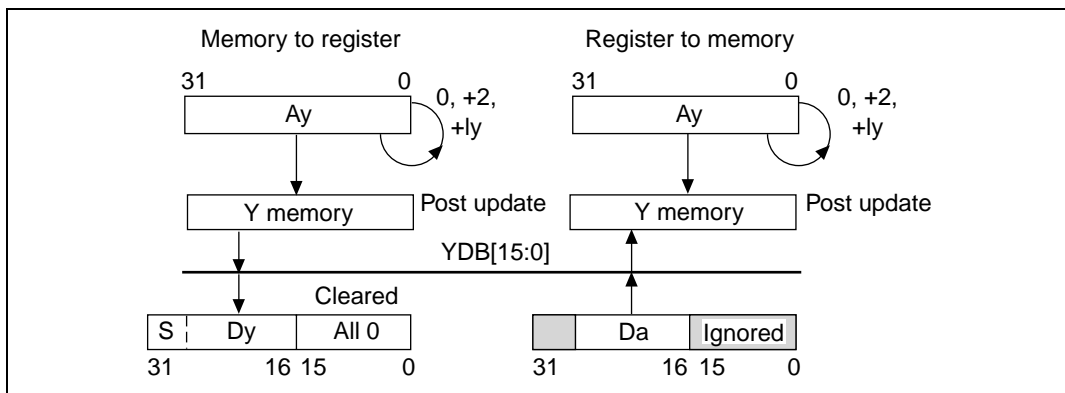 Memory to register Register to memory
31 0 31 0
0, +2, 0, +2,
Ay +Iy Ay +Iy
Y memory Post update Y memory Post update
YDB[15:0]
Cleared
S Dy All 0 Da Ignored
31 16 15 0 31 16 15 0